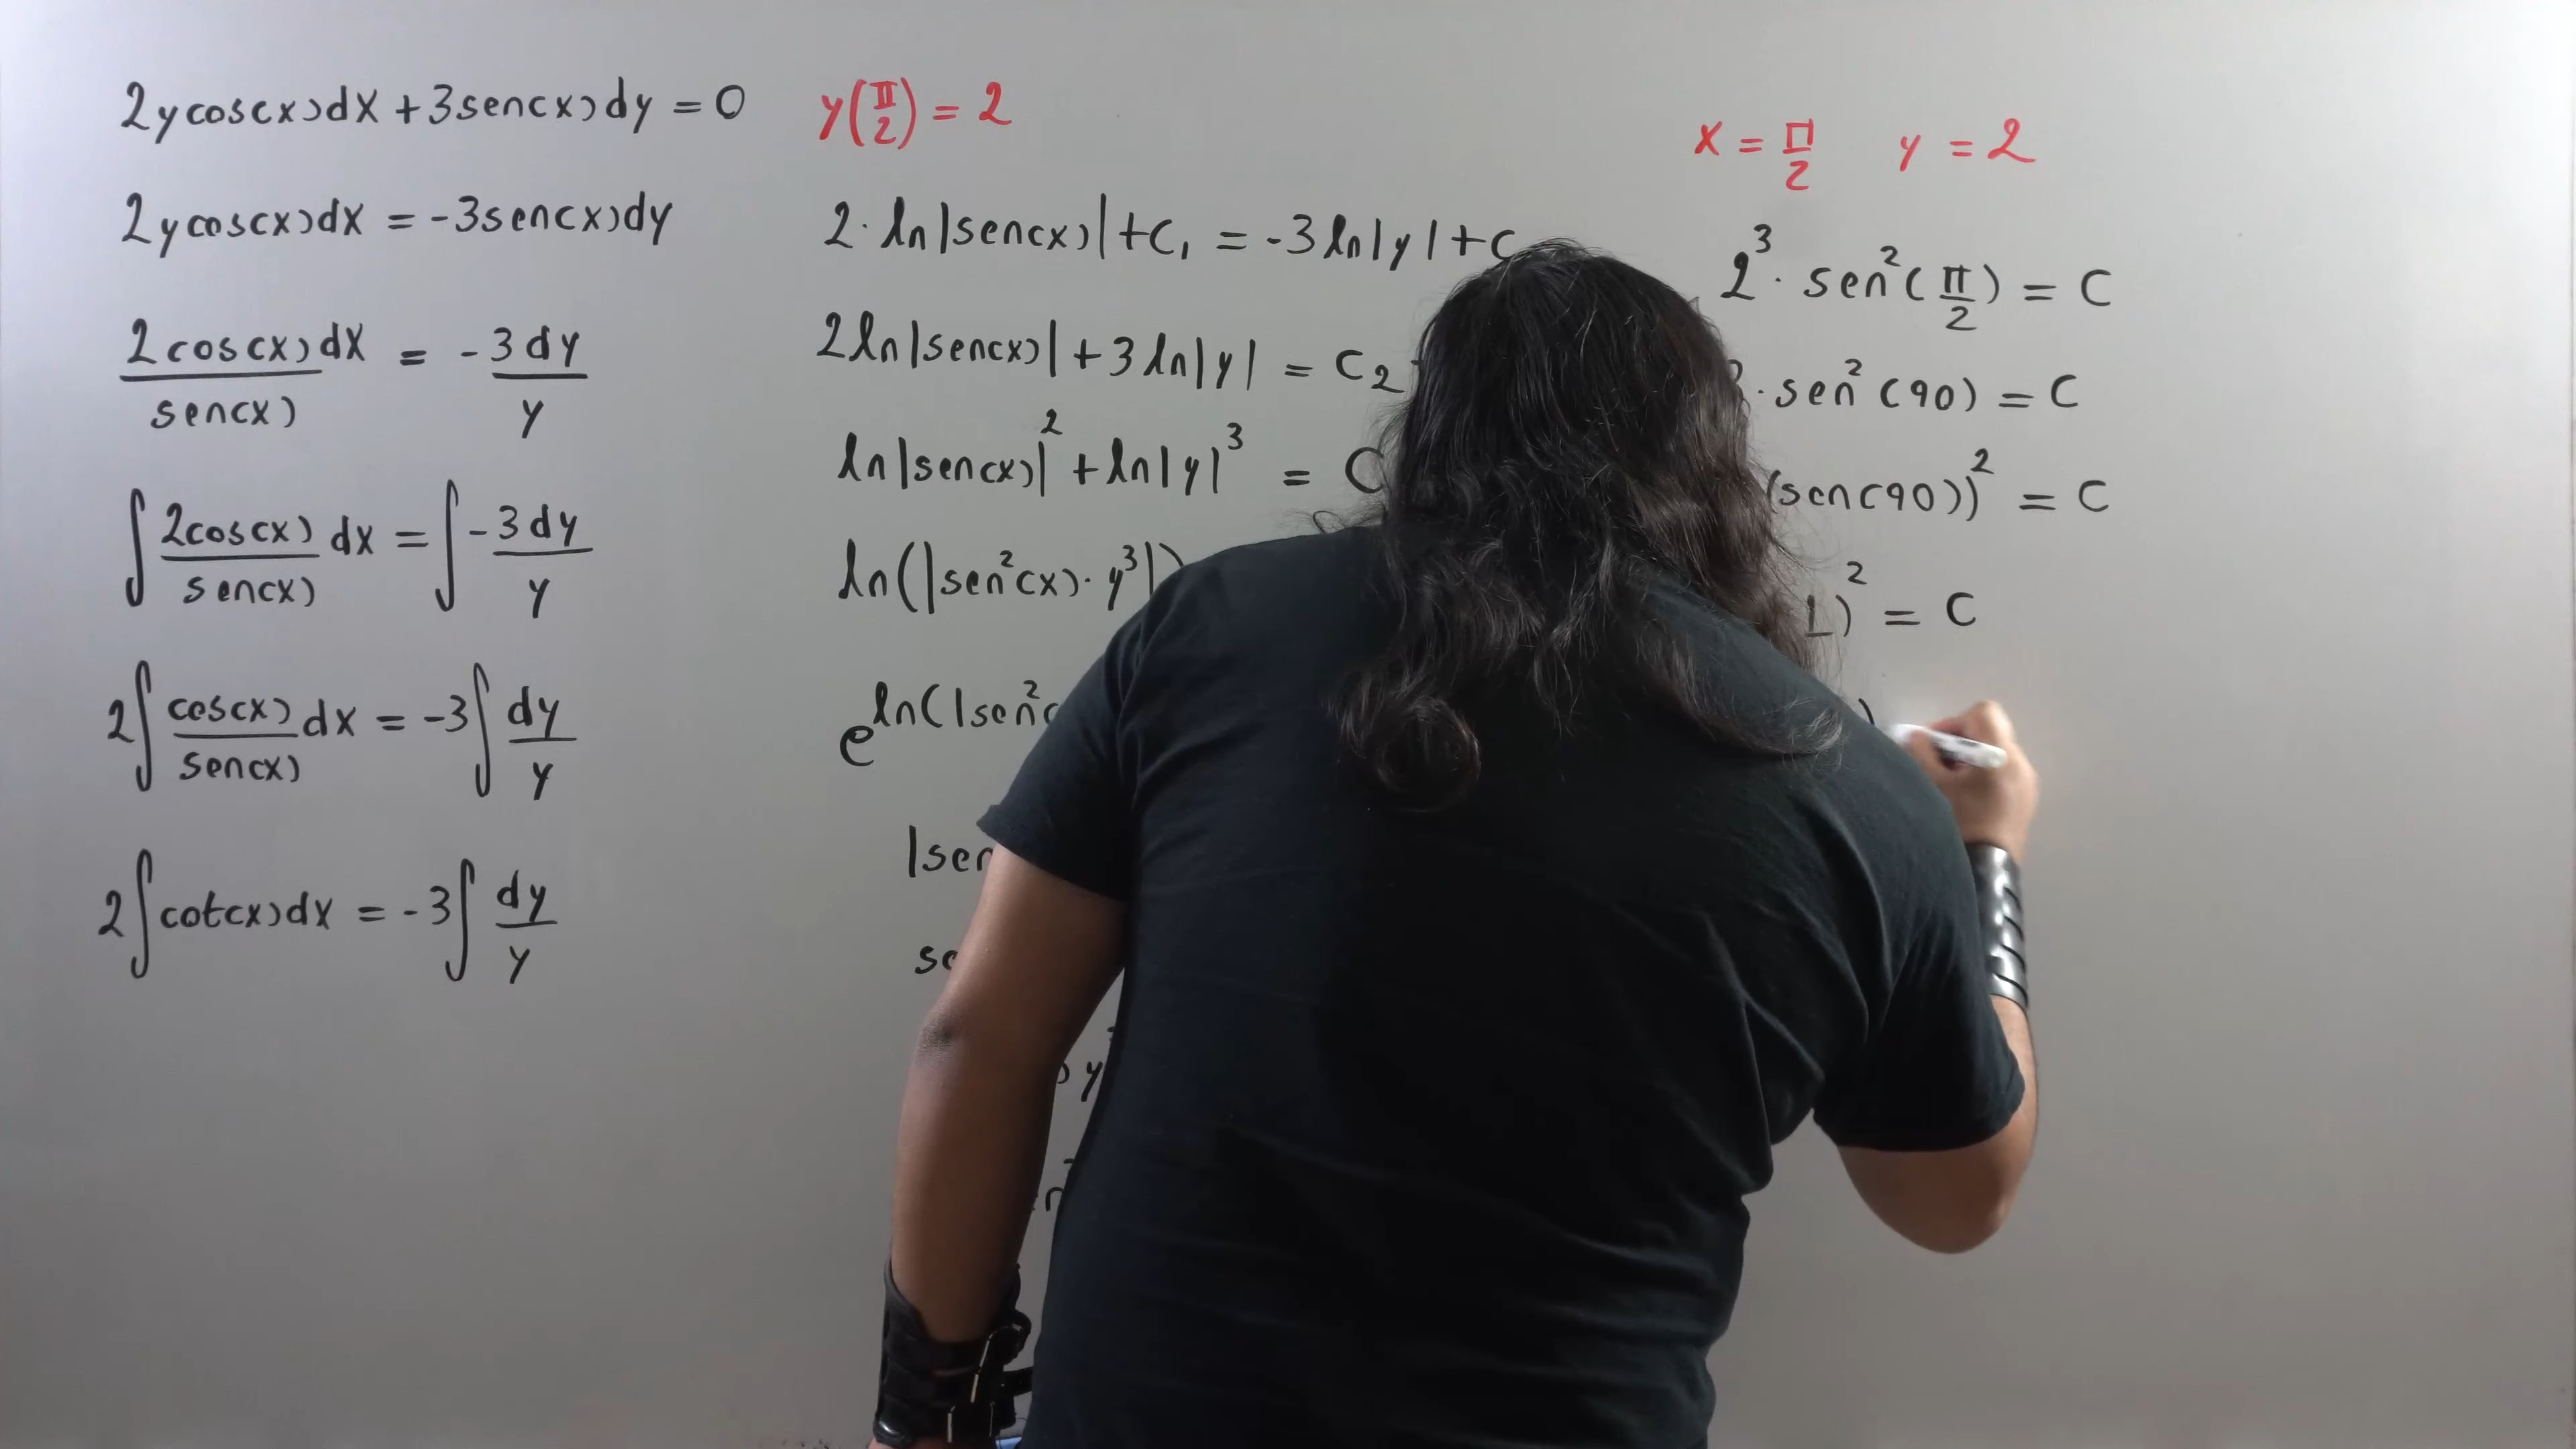 2ycos(x)dx + 3sen(x)dy = 0
2ycos(x)dx = -3sen(x)dy
2cos(x)dx / sen(x) = -3dy / y
∫ 2cos(x) / sen(x) dx = ∫ -3dy / y
2∫ cos(x) / sen(x) dx = -3∫ dy / y
2∫cot(x)dx = -3∫ dy / y
y(π/2) = 2
2·ln|sen(x)| + C₁ = -3ln|y| + C
2ln|sen(x)| + 3ln|y| = C₂
ln|sen(x)|² + ln|y|³ = C
ln(|sen²(x)·y³|)
e^ln(|sen²
|sen
y
x = π/2 y = 2
2³·sen²(π/2) = C
·sen²(90) = C
(sen(90))² = C
1)² = C